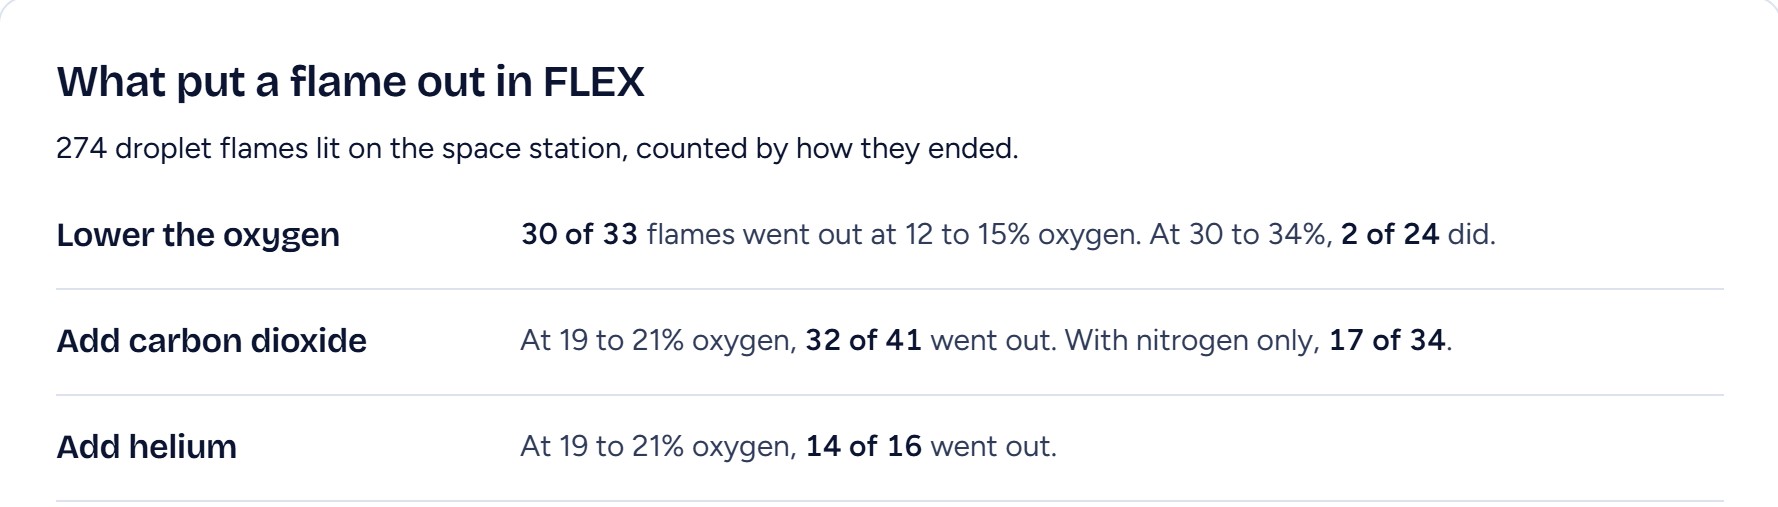 What put a flame out in FLEX
274 droplet flames lit on the space station, counted by how they ended.
Lower the oxygen
30 of 33 flames went out at 12 to 15% oxygen. At 30 to 34%, 2 of 24 did.
Add carbon dioxide
At 19 to 21% oxygen, 32 of 41 went out. With nitrogen only, 17 of 34.
Add helium
At 19 to 21% oxygen, 14 of 16 went out.